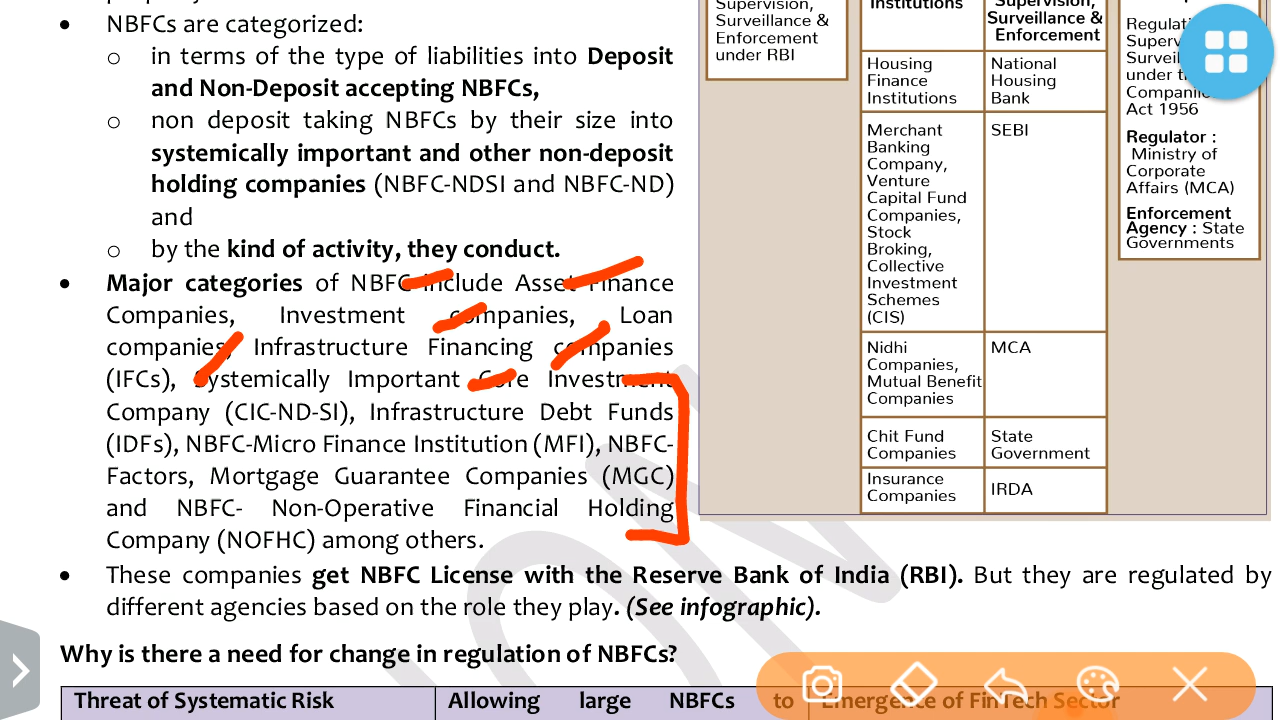 • NBFCs are categorized:
o in terms of the type of liabilities into Deposit
and Non-Deposit accepting NBFCs,
o non deposit taking NBFCs by their size into
systemically important and other non-deposit
holding companies (NBFC-NDSI and NBFC-ND)
and
o by the kind of activity, they conduct.
• Major categories of NBFC include Asset Finance
Companies, Investment companies, Loan
companies, Infrastructure Financing companies
(IFCs), Systemically Important Core Investment
Company (CIC-ND-SI), Infrastructure Debt Funds
(IDFs), NBFC-Micro Finance Institution (MFI), NBFC-
Factors, Mortgage Guarantee Companies (MGC)
and NBFC- Non-Operative Financial Holding
Company (NOFHC) among others.
Supervision,
Surveillance &
Enforcement
under RBI
Institutions
Supervision,
Surveillance &
Enforcement
Housing
Finance
Institutions
National
Housing
Bank
Merchant
Banking
Company,
Venture
Capital Fund
Companies,
Stock
Broking,
Collective
Investment
Schemes
(CIS)
SEBI
Nidhi
Companies,
Mutual Benefit
Companies
MCA
Chit Fund
Companies
State
Government
Insurance
Companies
IRDA
under
Act 1956
Regulator :
Ministry of
Corporate
Affairs (MCA)
Enforcement
Agency : State
Governments
• These companies get NBFC License with the Reserve Bank of India (RBI). But they are regulated by
different agencies based on the role they play. (See infographic).
Why is there a need for change in regulation of NBFCs?
Threat of Systematic Risk
Allowing large NBFCs to
Emergence of FinTech Sector